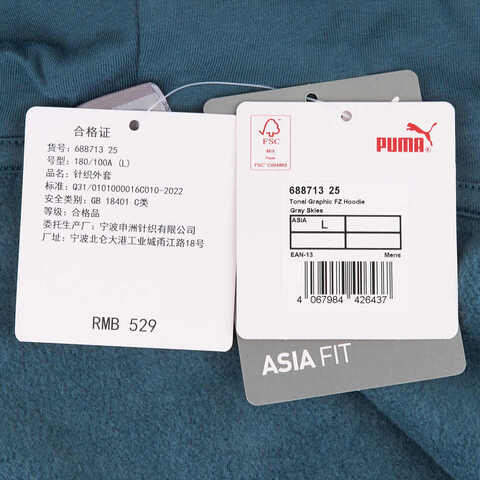 合格证
货号: 688713 25
号型: 180/100A (L)
品名: 针织外套
标准: Q31/0101000016C010-2022
安全类别: GB 18401 C类
等级: 合格品
委托生产厂: 宁波申洲针织有限公司
厂址: 宁波北仑大港工业城甬江路18号
RMB 529
FSC
MIX
PUMA
688713 25
Tonal Graphic FZ Hoodie
Gray Skies
ASIA
L
EAN-13 Mens
4 067984 426437
ASIA FIT